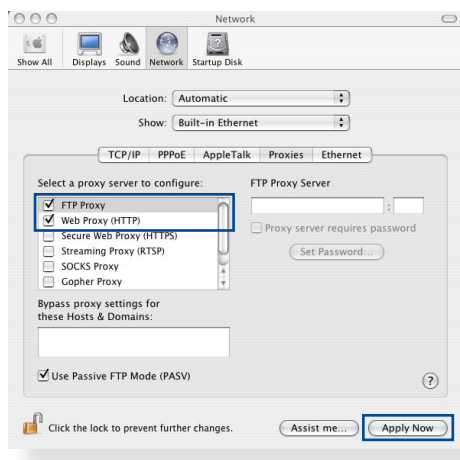 Network
Show All Displays Sound Network Startup Disk
Location: Automatic
Show: Built-in Ethernet
TCP/IP PPPoE AppleTalk Proxies Ethernet
Select a proxy server to configure: FTP Proxy Server
FTP Proxy :
Web Proxy (HTTP) Proxy server requires password
Secure Web Proxy (HTTPS)
Streaming Proxy (RTSP) Set Password...
SOCKS Proxy
Gopher Proxy
Bypass proxy settings for
these Hosts & Domains:
Use Passive FTP Mode (PASV) ?
Click the lock to prevent further changes. Assist me... Apply Now